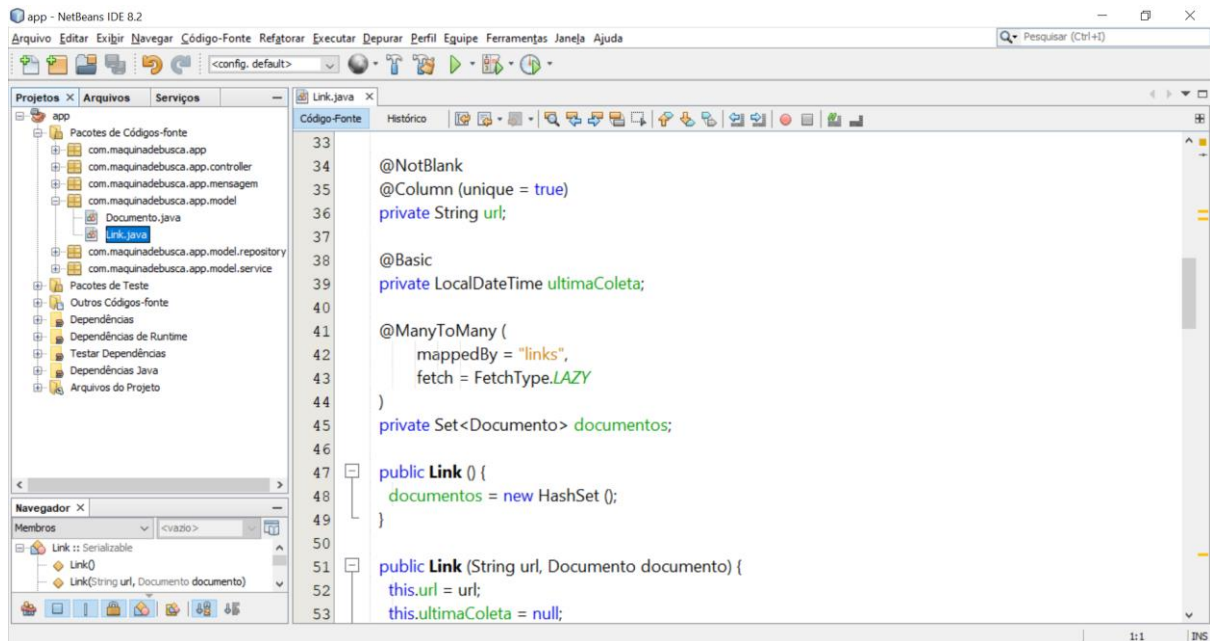 app - NetBeans IDE 8.2
Arquivo Editar Exibir Navegar Código-Fonte Refatorar Executar Depurar Perfil Equipe Ferramentas Janela Ajuda
Pesquisar (Ctrl+I)
<config. default>
Projetos Arquivos Serviços
app
Pacotes de Códigos-fonte
com.maquinadebusca.app
com.maquinadebusca.app.controller
com.maquinadebusca.app.mensagem
com.maquinadebusca.app.model
Documento.java
Link.java
com.maquinadebusca.app.model.repository
com.maquinadebusca.app.model.service
Pacotes de Teste
Outros Códigos-fonte
Dependências
Dependências de Runtime
Testar Dependências
Dependências Java
Arquivos do Projeto
Navegador
Membros <vazio>
Link :: Serializable
Link()
Link(String url, Documento documento)
Link.java
Código-Fonte Histórico
33
34 @NotBlank
35 @Column (unique = true)
36 private String url;
37
38 @Basic
39 private LocalDateTime ultimaColeta;
40
41 @ManyToMany (
42 mappedBy = "links",
43 fetch = FetchType.LAZY
44 )
45 private Set<Documento> documentos;
46
47 public Link () {
48 documentos = new HashSet ();
49 }
50
51 public Link (String url, Documento documento) {
52 this.url = url;
53 this.ultimaColeta = null;
1:1 INS